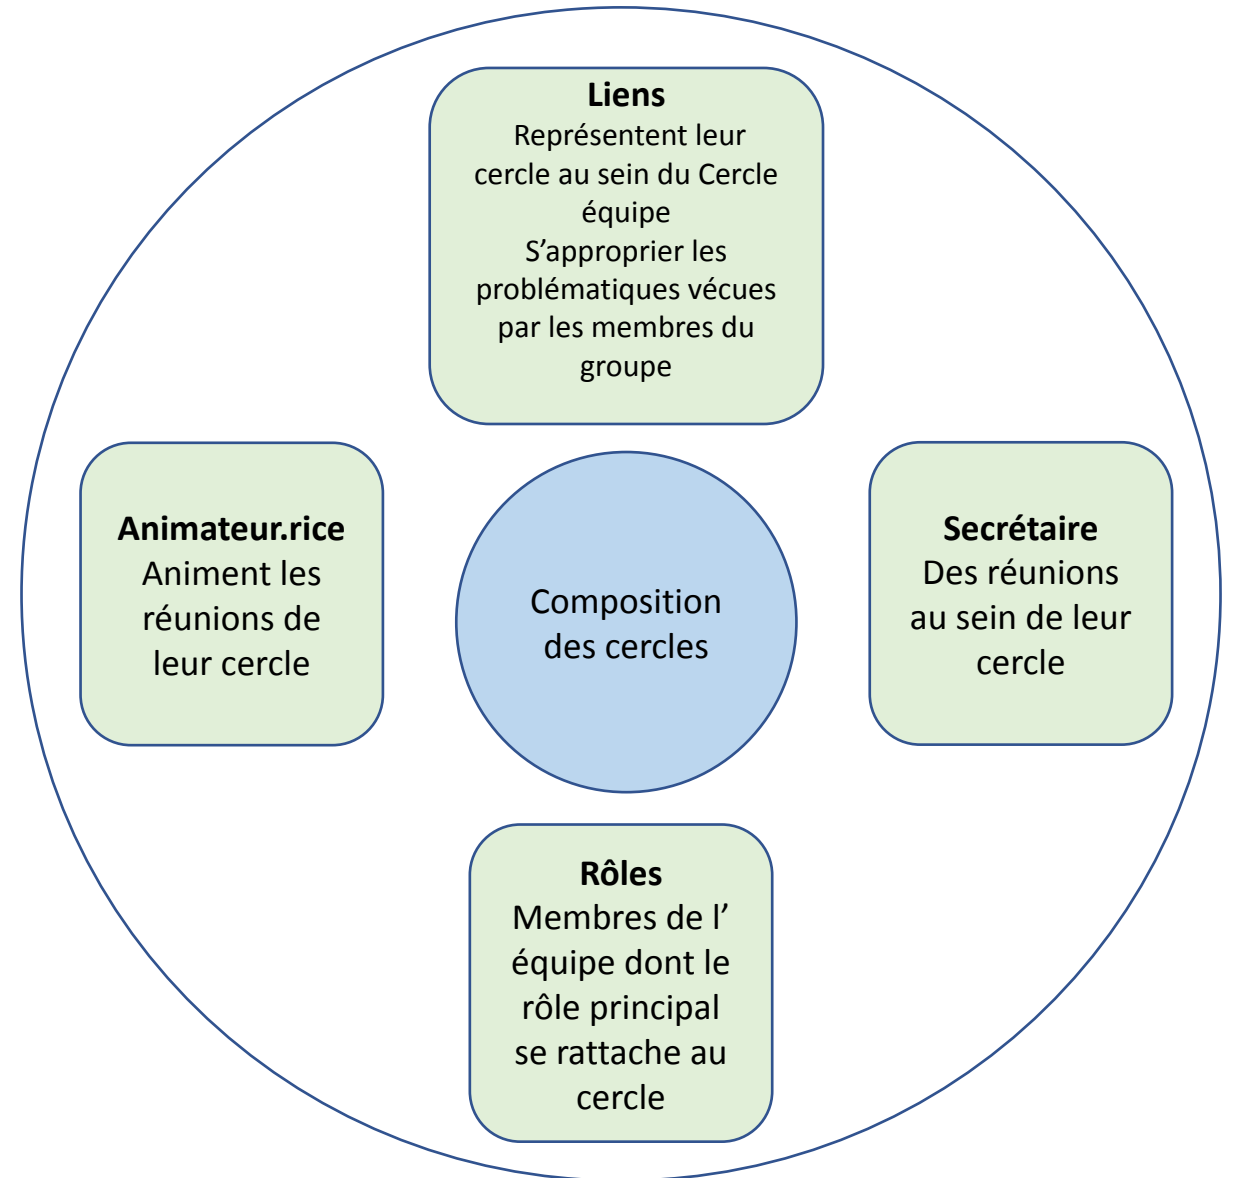 Liens
Représentent leur
cercle au sein du Cercle
équipe
S’approprier les
problématiques vécues
par les membres du
groupe
Animateur.rice
Animent les
réunions de
leur cercle
Composition
des cercles
Secrétaire
Des réunions
au sein de leur
cercle
Rôles
Membres de l’
équipe dont le
rôle principal
se rattache au
cercle